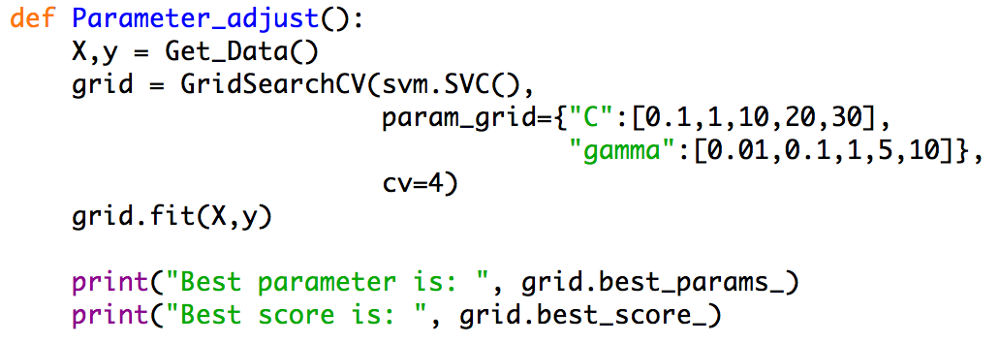 def Parameter_adjust():
    X,y = Get_Data()
    grid = GridSearchCV(svm.SVC(),
                        param_grid={"C":[0.1,1,10,20,30],
                                    "gamma":[0.01,0.1,1,5,10]},
                        cv=4)
    grid.fit(X,y)
    print("Best parameter is: ", grid.best_params_)
    print("Best score is: ", grid.best_score_)